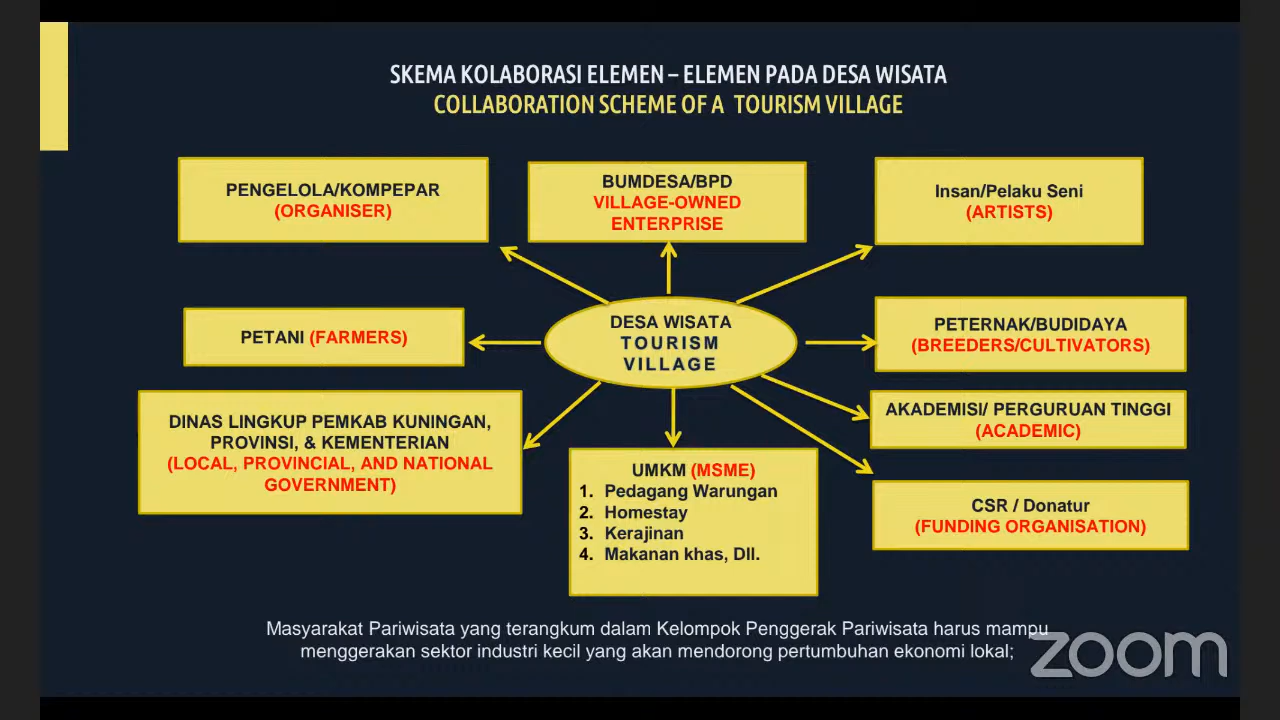 SKEMA KOLABORASI ELEMEN – ELEMEN PADA DESA WISATA
COLLABORATION SCHEME OF A TOURISM VILLAGE
PENGELOLA/KOMPEPAR
(ORGANISER)
BUMDESA/BPD
VILLAGE-OWNED
ENTERPRISE
Insan/Pelaku Seni
(ARTISTS)
PETANI (FARMERS)
DESA WISATA
TOURISM
VILLAGE
PETERNAK/BUDIDAYA
(BREEDERS/CULTIVATORS)
DINAS LINGKUP PEMKAB KUNINGAN,
PROVINSI, & KEMENTERIAN
(LOCAL, PROVINCIAL, AND NATIONAL
GOVERNMENT)
AKADEMISI/ PERGURUAN TINGGI
(ACADEMIC)
UMKM (MSME)
1. Pedagang Warungan
2. Homestay
3. Kerajinan
4. Makanan khas, Dll.
CSR / Donatur
(FUNDING ORGANISATION)
Masyarakat Pariwisata yang terangkum dalam Kelompok Penggerak Pariwisata harus mampu
menggerakan sektor industri kecil yang akan mendorong pertumbuhan ekonomi lokal;
zoom